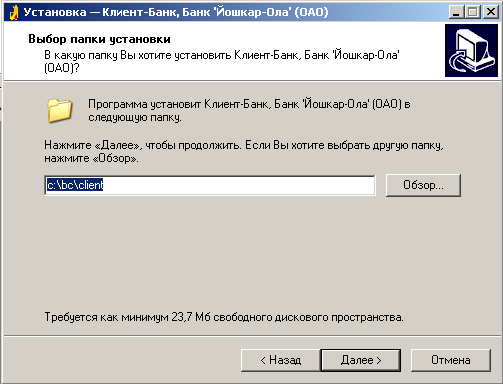 Установка — Клиент-Банк, Банк 'Йошкар-Ола' (ОАО)
Выбор папки установки
В какую папку Вы хотите установить Клиент-Банк, Банк 'Йошкар-Ола'
(ОАО)?
Программа установит Клиент-Банк, Банк 'Йошкар-Ола' (ОАО) в
следующую папку.
Нажмите «Далее», чтобы продолжить. Если Вы хотите выбрать другую папку,
нажмите «Обзор».
c:\bc\client
Обзор...
Требуется как минимум 23,7 Мб свободного дискового пространства.
< Назад
Далее >
Отмена